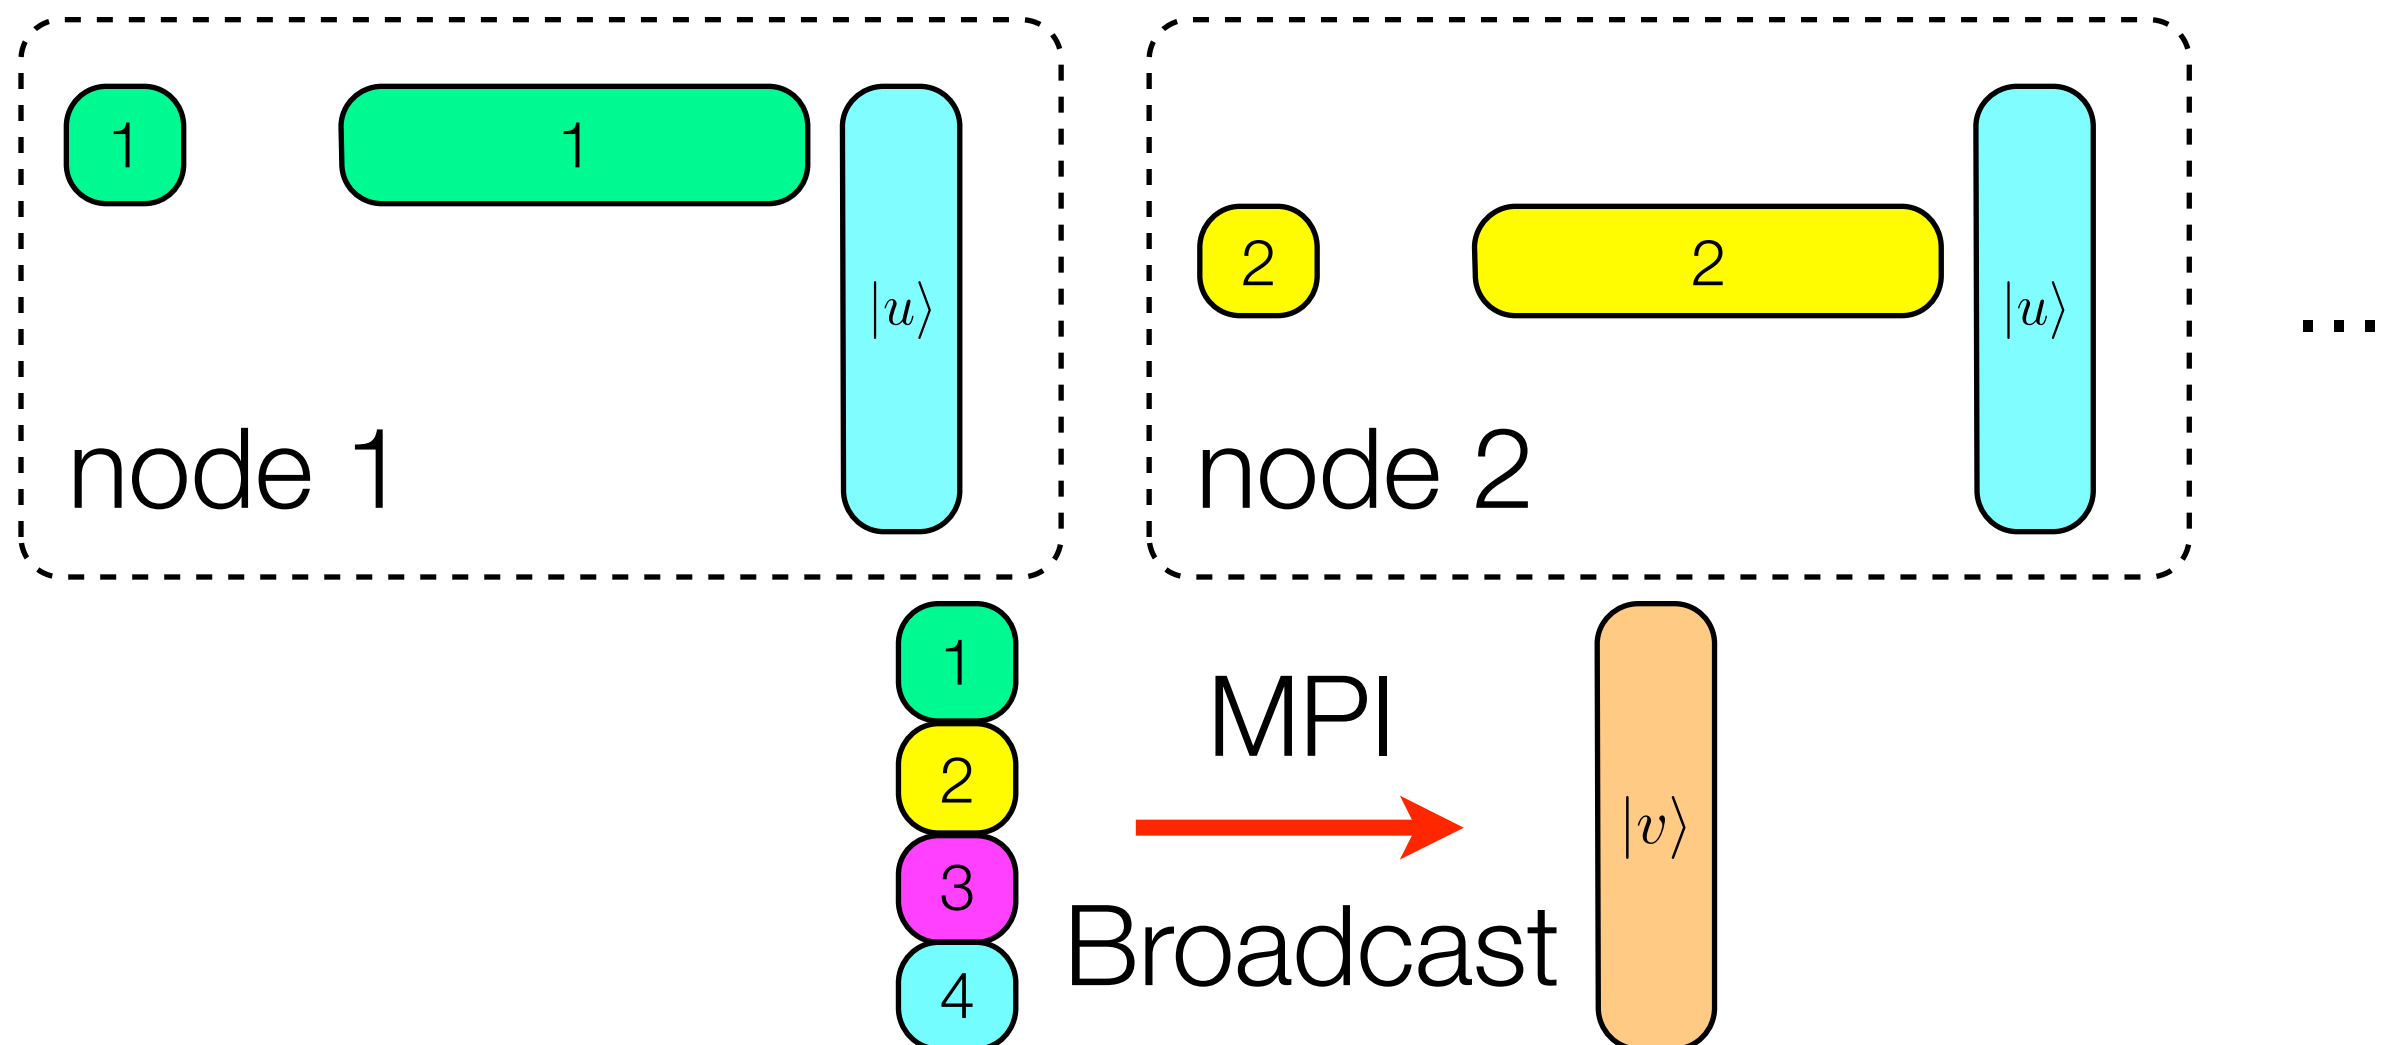 1 1 |u⟩
node 1
2 2 |u⟩
node 2
...
1
2
3
4
MPI
Broadcast
|v⟩